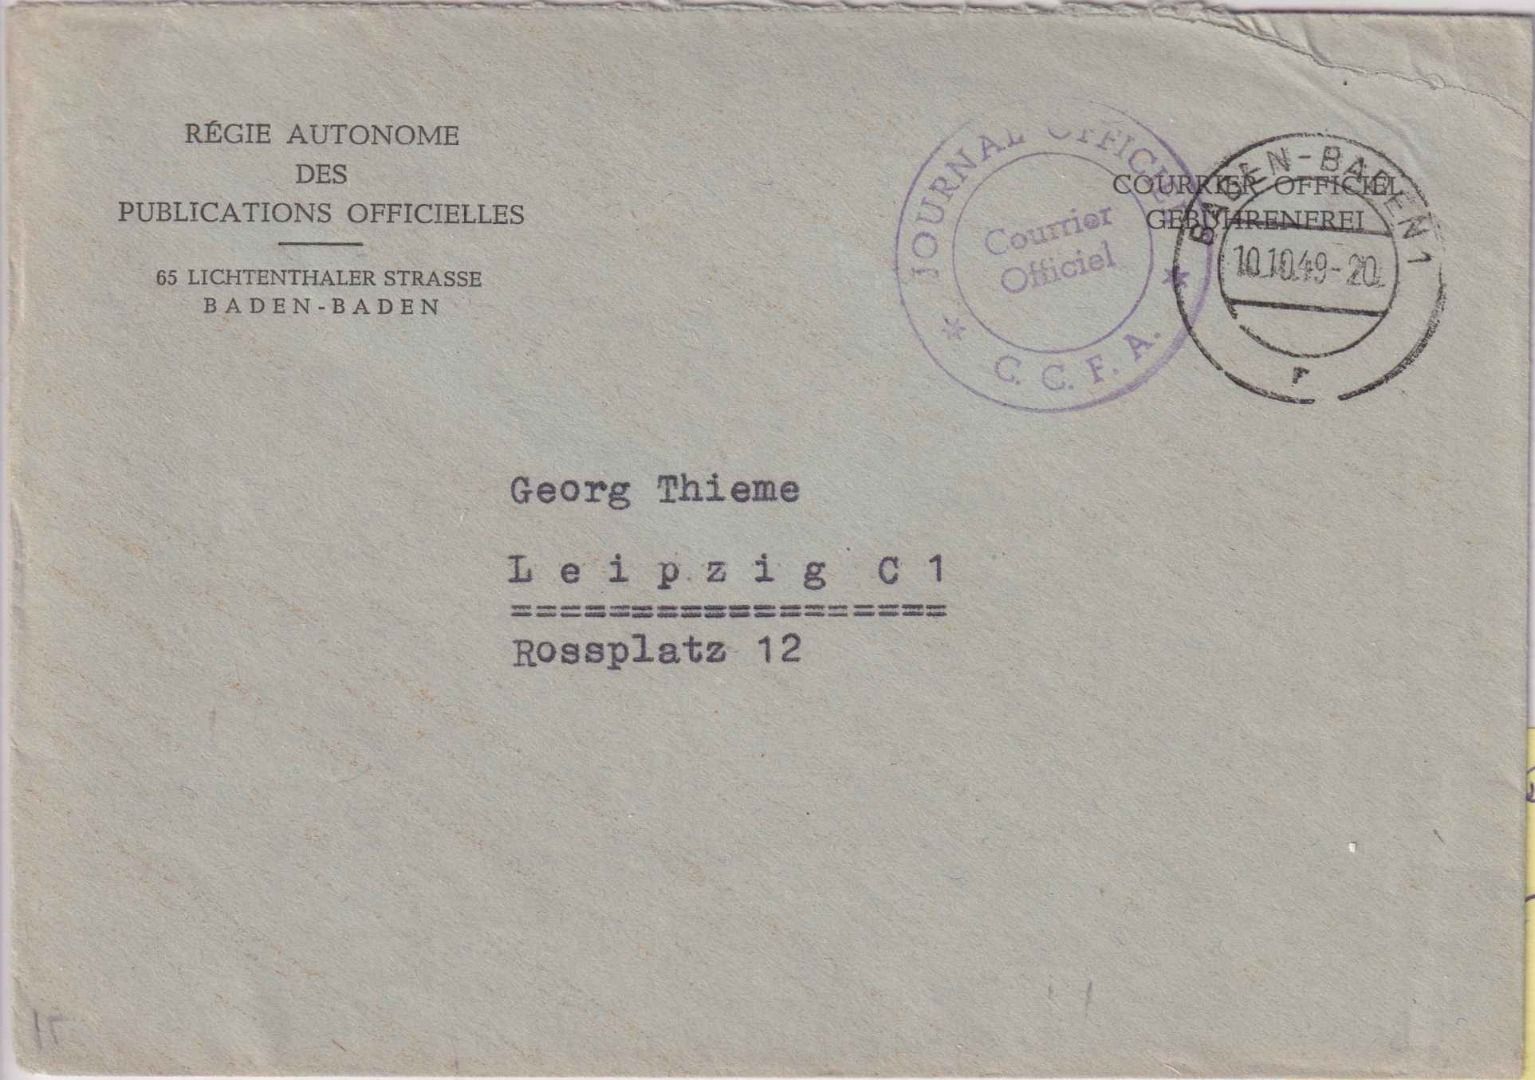 RÉGIE AUTONOME
DES
PUBLICATIONS OFFICIELLES
65 LICHTENTHALER STRASSE
BADEN-BADEN
JOURNAL OFFICIEL
Courrier
Officiel
C. C. F. A.
COURRIER OFFICIEL
GEBÜHRENFREI
BADEN-BADEN 1
10.10.49-20
r
Georg Thieme
L e i p z i g C 1
==================
Rossplatz 12